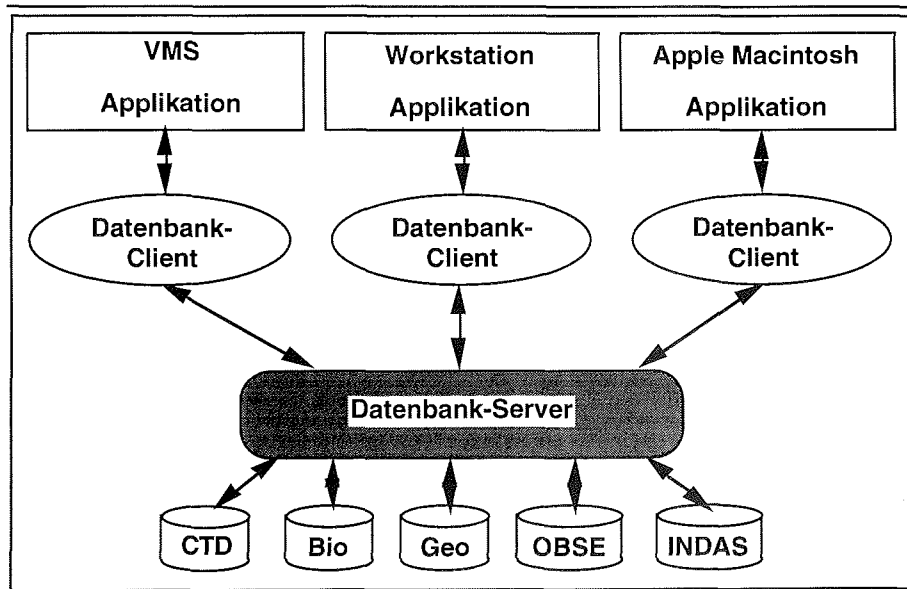 VMS
Applikation
Workstation
Applikation
Apple Macintosh
Applikation
Datenbank-
Client
Datenbank-
Client
Datenbank-
Client
Datenbank-Server
CTD
Bio
Geo
OBSE
INDAS